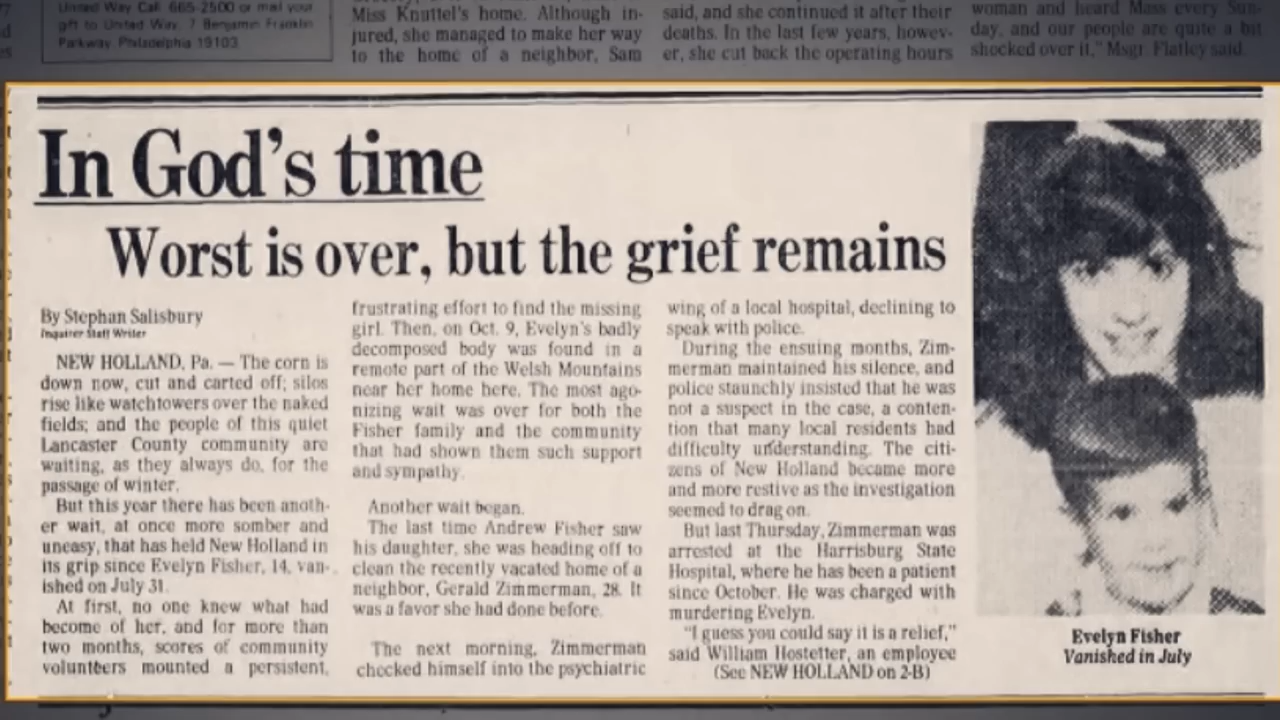 United Way Call 665-2500 or mail your
gift to United Way, 7 Benjamin Franklin
Parkway Philadelphia 19103
Miss Knuttel's home. Although in-
jured, she managed to make her way
to the home of a neighbor, Sam
said, and she continued it after their
deaths. In the last few years, howev-
er, she cut back the operating hours
woman and heard Mass every Sun-
day, and our people are quite a bit
shocked over it," Msgr. Flatley said.
In God's time
Worst is over, but the grief remains
By Stephan Salisbury
Inquirer Staff Writer
NEW HOLLAND, Pa. — The corn is
down now, cut and carted off; silos
rise like watchtowers over the naked
fields; and the people of this quiet
Lancaster County community are
waiting, as they always do, for the
passage of winter.
But this year there has been anoth-
er wait, at once more somber and
uneasy, that has held New Holland in
its grip since Evelyn Fisher, 14, van-
ished on July 31.
At first, no one knew what had
become of her, and for more than
two months, scores of community
volunteers mounted a persistent,
frustrating effort to find the missing
girl. Then, on Oct. 9, Evelyn's badly
decomposed body was found in a
remote part of the Welsh Mountains
near her home here. The most ago-
nizing wait was over for both the
Fisher family and the community
that had shown them such support
and sympathy.
Another wait began.
The last time Andrew Fisher saw
his daughter, she was heading off to
clean the recently vacated home of a
neighbor, Gerald Zimmerman, 28. It
was a favor she had done before.
The next morning, Zimmerman
checked himself into the psychiatric
wing of a local hospital, declining to
speak with police.
During the ensuing months, Zim-
merman maintained his silence, and
police staunchly insisted that he was
not a suspect in the case, a conten-
tion that many local residents had
difficulty understanding. The citi-
zens of New Holland became more
and more restive as the investigation
seemed to drag on.
But last Thursday, Zimmerman was
arrested at the Harrisburg State
Hospital, where he has been a patient
since October. He was charged with
murdering Evelyn.
"I guess you could say it is a relief,"
said William Hostetter, an employee
(See NEW HOLLAND on 2-B)
Evelyn Fisher
Vanished in July